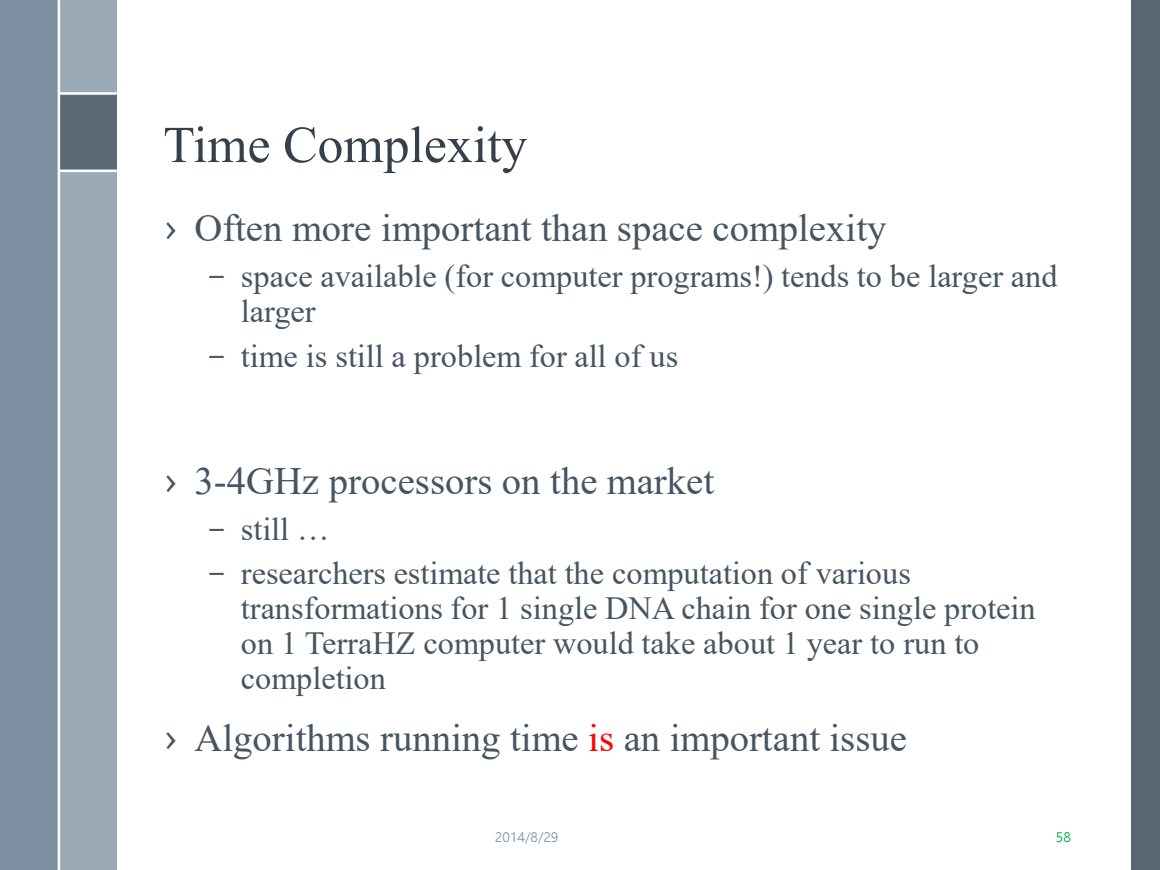 Time Complexity
› Often more important than space complexity
– space available (for computer programs!) tends to be larger and
larger
– time is still a problem for all of us
› 3-4GHz processors on the market
– still …
– researchers estimate that the computation of various
transformations for 1 single DNA chain for one single protein
on 1 TerraHZ computer would take about 1 year to run to
completion
› Algorithms running time is an important issue
2014/8/29
58